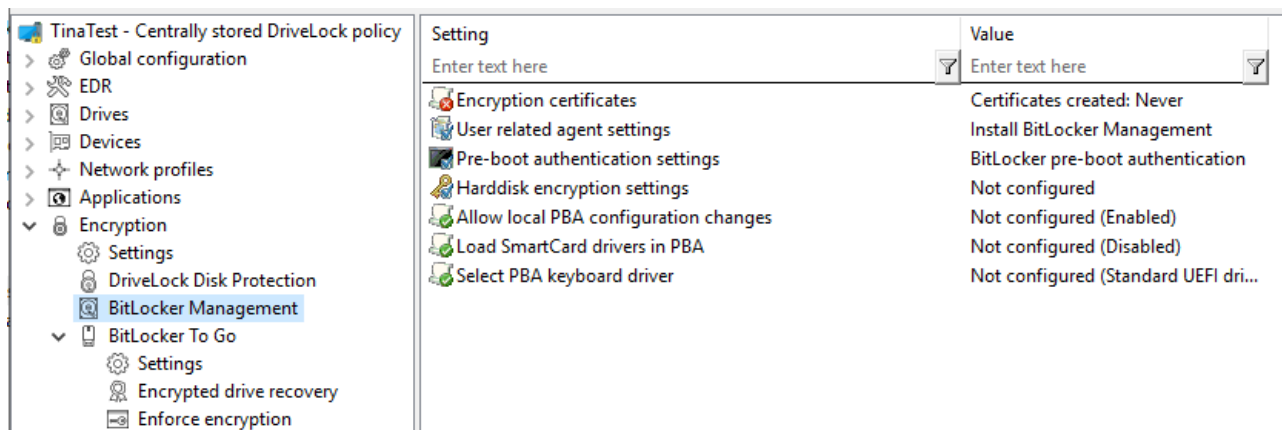 TinaTest - Centrally stored DriveLock policy
Global configuration
EDR
Drives
Devices
Network profiles
Applications
Encryption
Settings
DriveLock Disk Protection
BitLocker Management
BitLocker To Go
Settings
Encrypted drive recovery
Enforce encryption
Setting Value
Enter text here Enter text here
Encryption certificates Certificates created: Never
User related agent settings Install BitLocker Management
Pre-boot authentication settings BitLocker pre-boot authentication
Harddisk encryption settings Not configured
Allow local PBA configuration changes Not configured (Enabled)
Load SmartCard drivers in PBA Not configured (Disabled)
Select PBA keyboard driver Not configured (Standard UEFI dri...